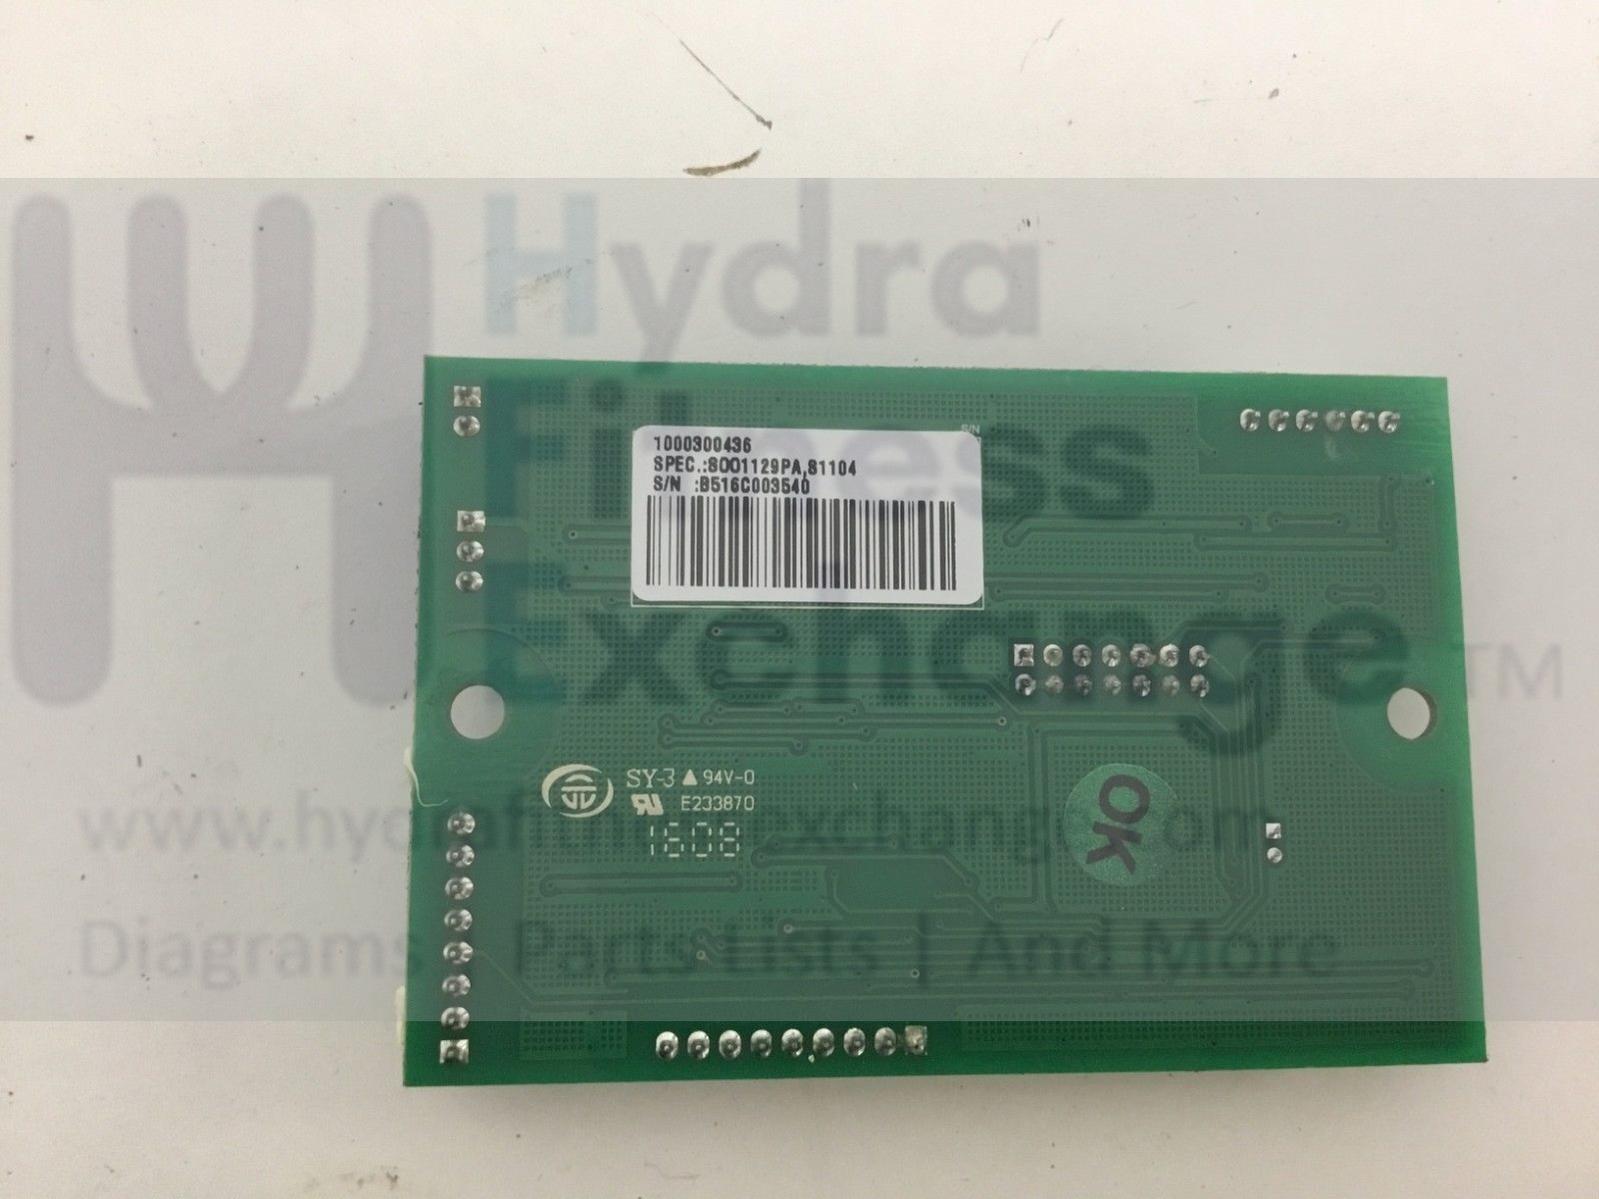 Hydra
Fitness
Exchange TM
www.hydrafitnessexchange.com
Diagrams | Parts Lists | And More
S/N
1000300436
SPEC.:S001129PA,S1104
S/N :B516C003540
SY-3 ▲ 94V-0
E233870
1608
OK